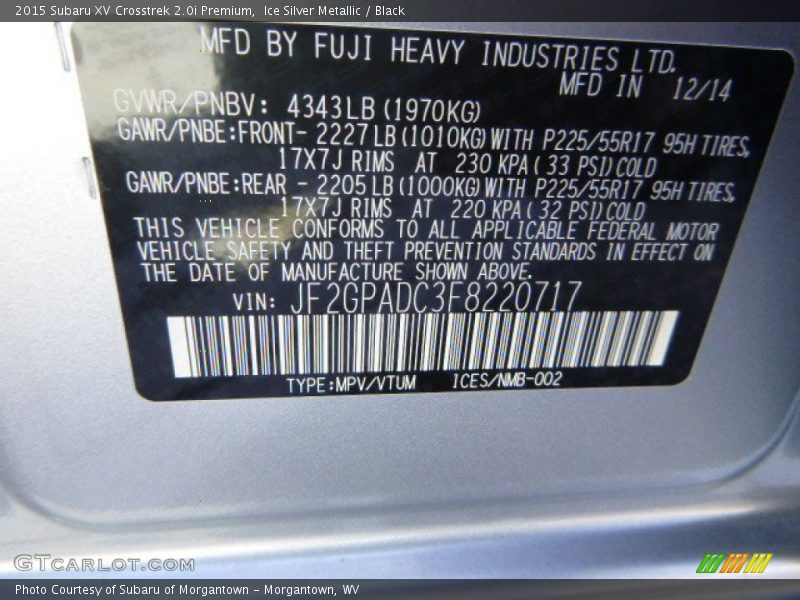 2015 Subaru XV Crosstrek 2.0i Premium,  Ice Silver Metallic / Black
MFD BY FUJI HEAVY INDUSTRIES LTD.
MFD IN 12/14
GVWR/PNBV: 4343LB (1970KG)
GAWR/PNBE:FRONT- 2227 LB (1010KG) WITH P225/55R17 95H TIRES,
17X7J RIMS AT 230 KPA ( 33 PSI) COLD
GAWR/PNBE:REAR - 2205 LB (1000KG) WITH P225/55R17 95H TIRES,
17X7J RIMS AT 220 KPA ( 32 PSI) COLD
THIS VEHICLE CONFORMS TO ALL APPLICABLE FEDERAL MOTOR
VEHICLE SAFETY AND THEFT PREVENTION STANDARDS IN EFFECT ON
THE DATE OF MANUFACTURE SHOWN ABOVE.
VIN: JF2GPADC3F8220717
TYPE:MPV/VTUM ICES/NMB-002
GTCARLOT.COM
Photo Courtesy of Subaru of Morgantown - Morgantown, WV